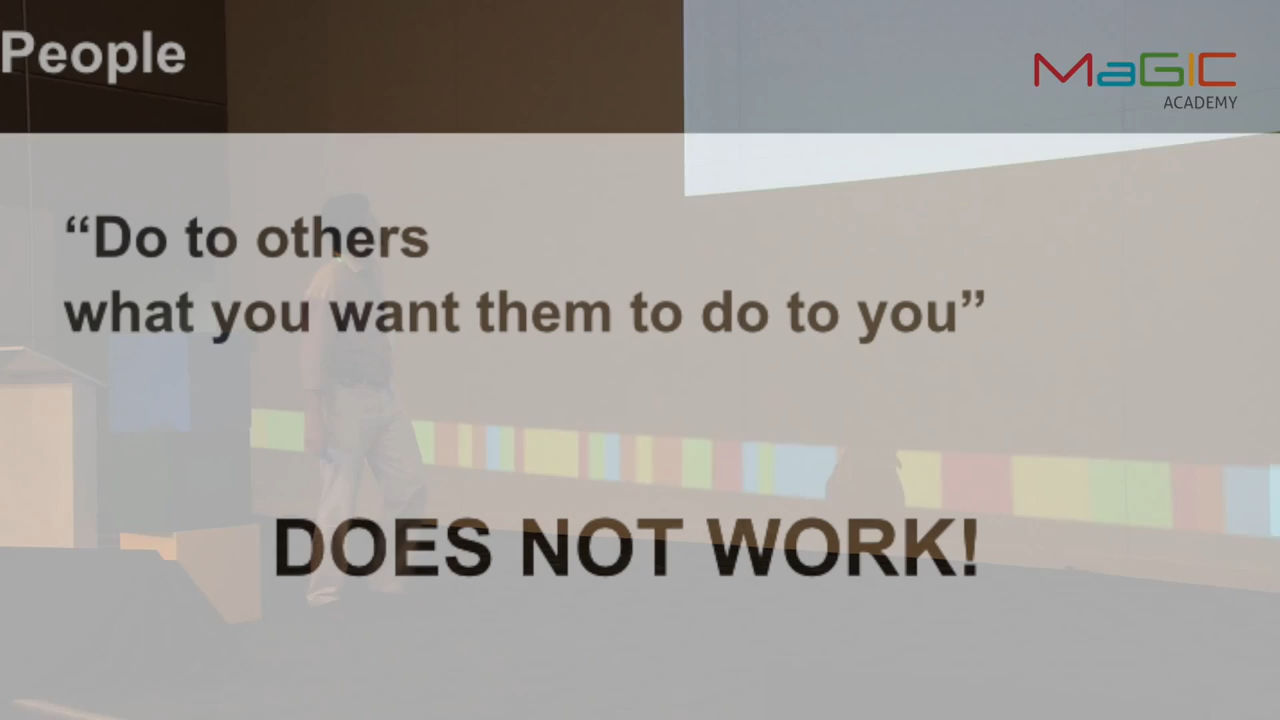 People
MaGIC
ACADEMY
“Do to others
what you want them to do to you”
DOES NOT WORK!